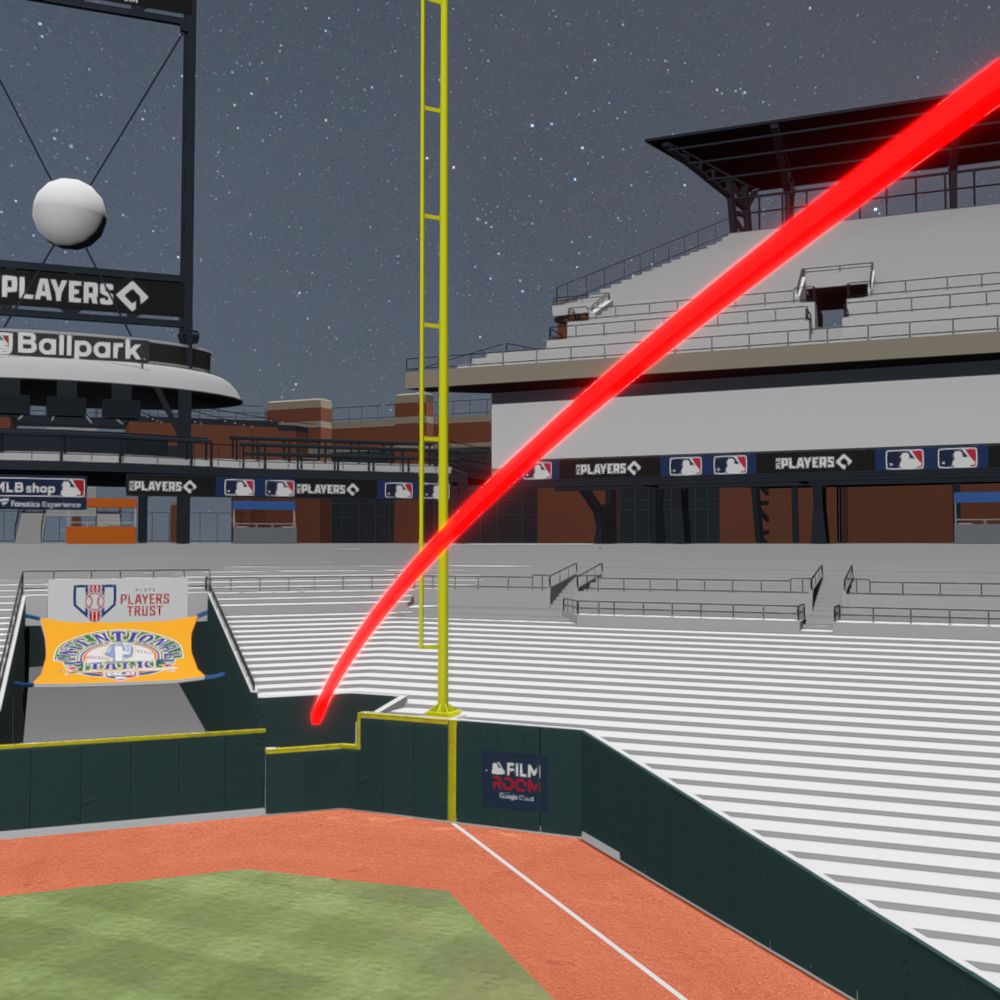 PLAYERS
Ballpark
MLB shop
Fanatics Experience
PLAYERS
PLAYERS
PLAYERS
PLAYERS
PLAYERS
TRUST
FILM
ROOM
Google Cloud